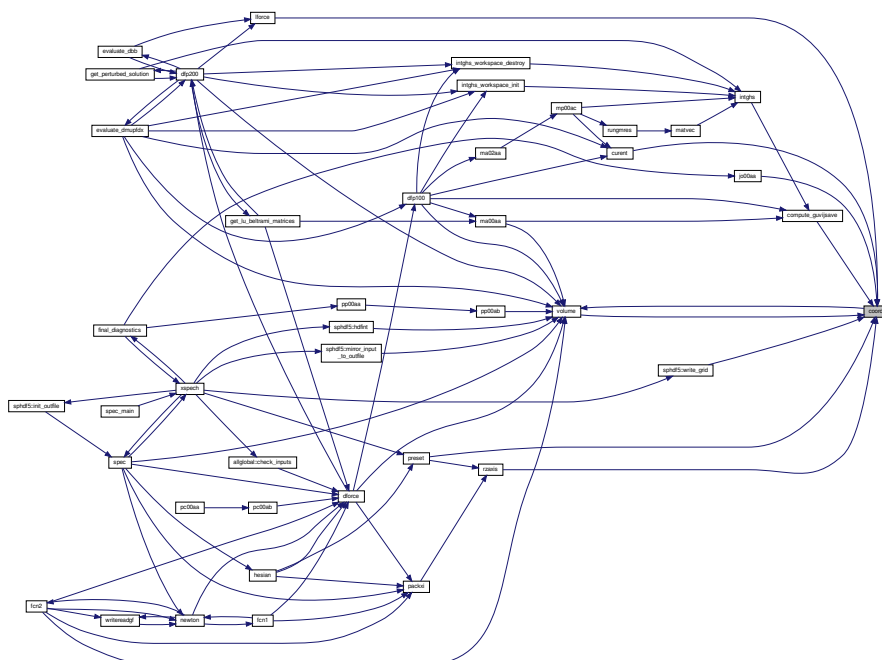 lforce
evaluate_dbb
get_perturbed_solution
dfp200
intghs_workspace_destroy
intghs_workspace_init
intghs
mp00ac
rungmres
matvec
evaluate_dmupfdx
ma02aa
curent
jo00aa
dfp100
get_lu_beltrami_matrices
ma00aa
compute_guvijsave
final_diagnostics
pp00aa
pp00ab
volume
coords
sphdf5::hdfint
sphdf5::mirror_input
_to_outfile
sphdf5::write_grid
xspech
sphdf5::init_outfile
spec_main
spec
allglobal::check_inputs
preset
rzaxis
dforce
pc00aa
pc00ab
hesian
packxi
fcn2
writereadgf
newton
fcn1